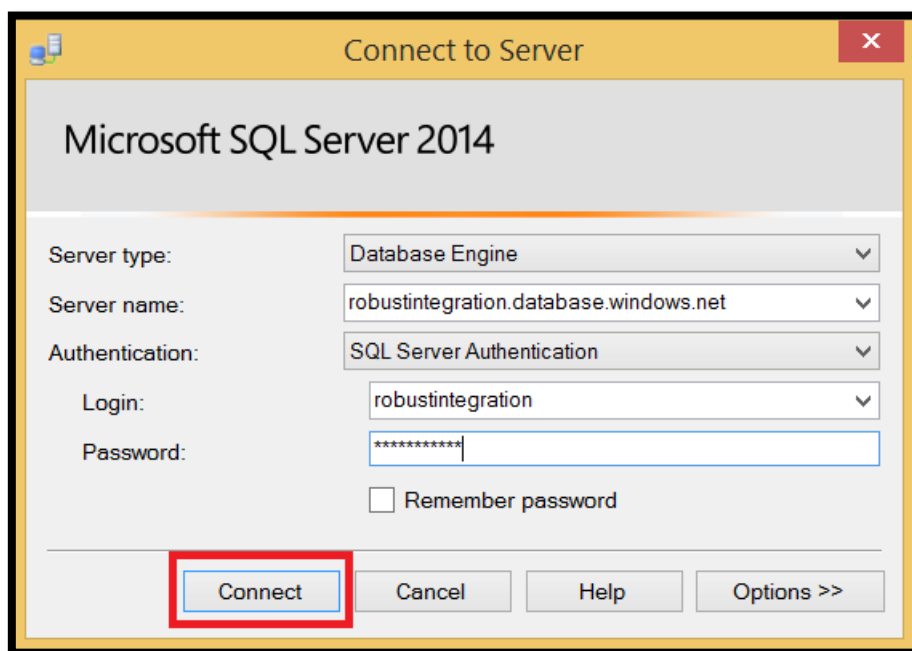 Connect to Server
Microsoft SQL Server 2014
Server type: Database Engine
Server name: robustintegration.database.windows.net
Authentication: SQL Server Authentication
Login: robustintegration
Password: ***********
Remember password
Connect Cancel Help Options >>